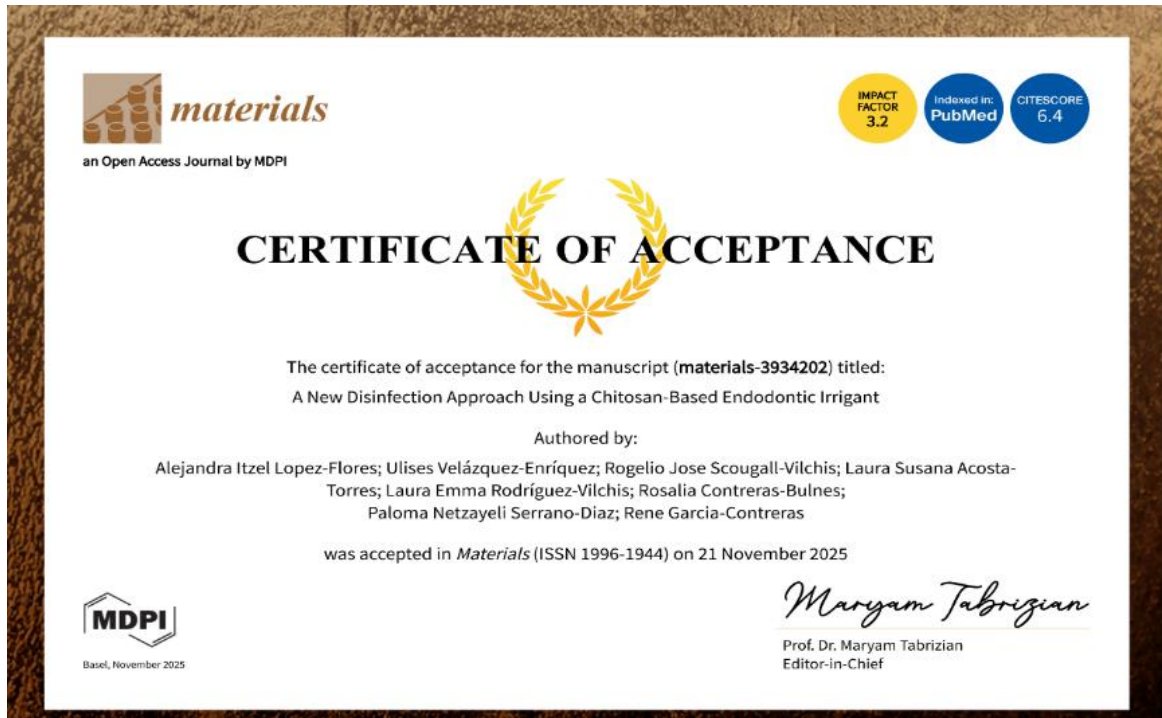 materials
an Open Access Journal by MDPI
IMPACT
FACTOR
3.2
Indexed in:
PubMed
CITESCORE
6.4
CERTIFICATE OF ACCEPTANCE
The certificate of acceptance for the manuscript (materials-3934202) titled:
A New Disinfection Approach Using a Chitosan-Based Endodontic Irrigant
Authored by:
Alejandra Itzel Lopez-Flores; Ulises Velázquez-Enríquez; Rogelio Jose Scougall-Vilchis; Laura Susana Acosta-
Torres; Laura Emma Rodríguez-Vilchis; Rosalia Contreras-Bulnes;
Paloma Netzayeli Serrano-Diaz; Rene Garcia-Contreras
was accepted in Materials (ISSN 1996-1944) on 21 November 2025
MDPI
Basel, November 2025
Maryam Tabrizian
Prof. Dr. Maryam Tabrizian
Editor-in-Chief